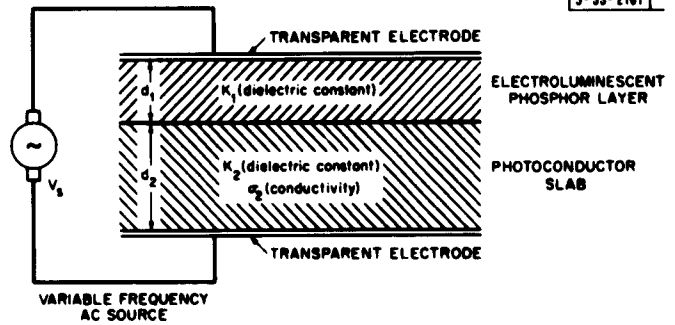 TRANSPARENT ELECTRODE
d₁
K₁ (dielectric constant)
ELECTROLUMINESCENT
PHOSPHOR LAYER
~
V_s
d₂
K₂ (dielectric constant)
σ₂ (conductivity)
PHOTOCONDUCTOR
SLAB
TRANSPARENT ELECTRODE
VARIABLE FREQUENCY
AC SOURCE